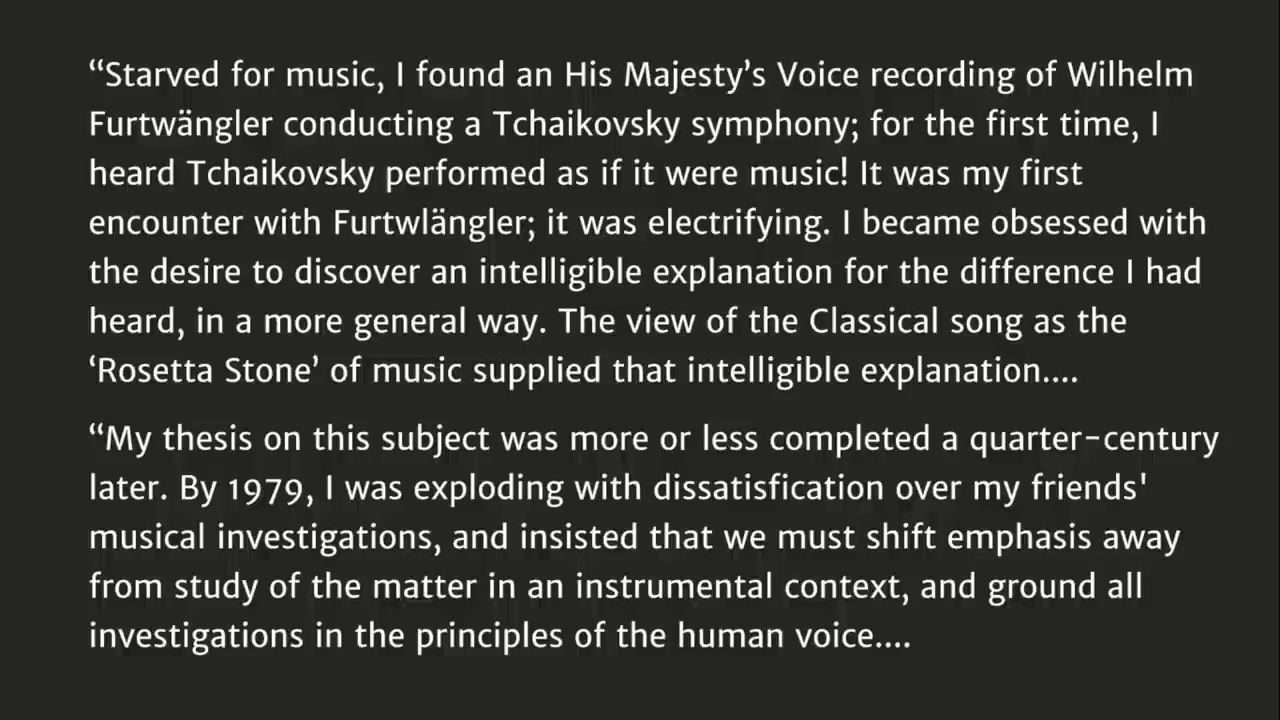 “Starved for music, I found an His Majesty’s Voice recording of Wilhelm
Furtwängler conducting a Tchaikovsky symphony; for the first time, I
heard Tchaikovsky performed as if it were music! It was my first
encounter with Furtwlängler; it was electrifying. I became obsessed with
the desire to discover an intelligible explanation for the difference I had
heard, in a more general way. The view of the Classical song as the
‘Rosetta Stone’ of music supplied that intelligible explanation....
“My thesis on this subject was more or less completed a quarter-century
later. By 1979, I was exploding with dissatisfication over my friends'
musical investigations, and insisted that we must shift emphasis away
from study of the matter in an instrumental context, and ground all
investigations in the principles of the human voice....